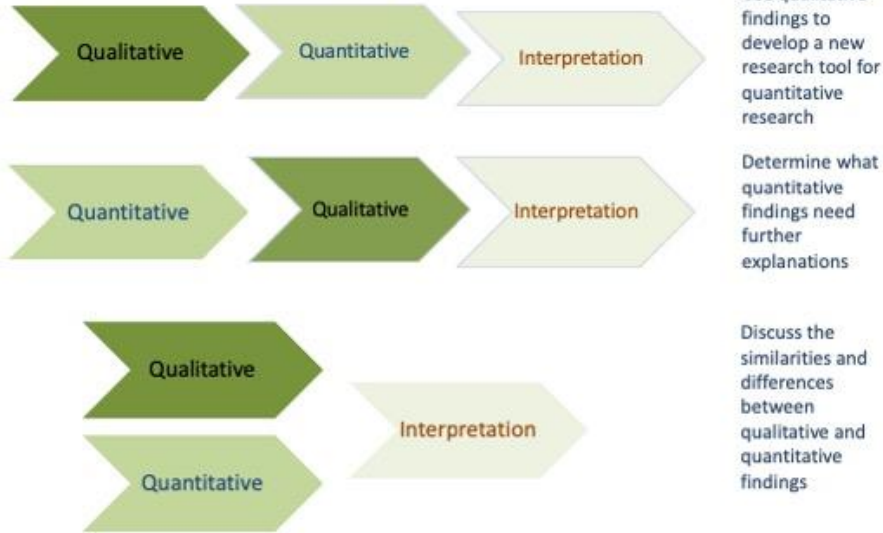 Qualitative
Quantitative
Interpretation
findings to
develop a new
research tool for
quantitative
research
Quantitative
Qualitative
Interpretation
Determine what
quantitative
findings need
further
explanations
Qualitative
Quantitative
Interpretation
Discuss the
similarities and
differences
between
qualitative and
quantitative
findings